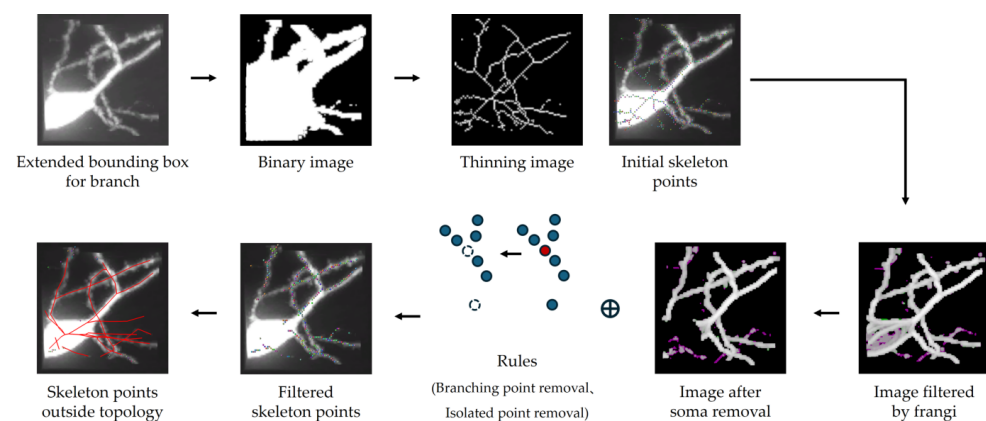 Extended bounding box
for branch
Binary image
Thinning image
Initial skeleton
points
Skeleton points
outside topology
Filtered
skeleton points
Rules
(Branching point removal、
Isolated point removal)
Image after
soma removal
Image filtered
by frangi